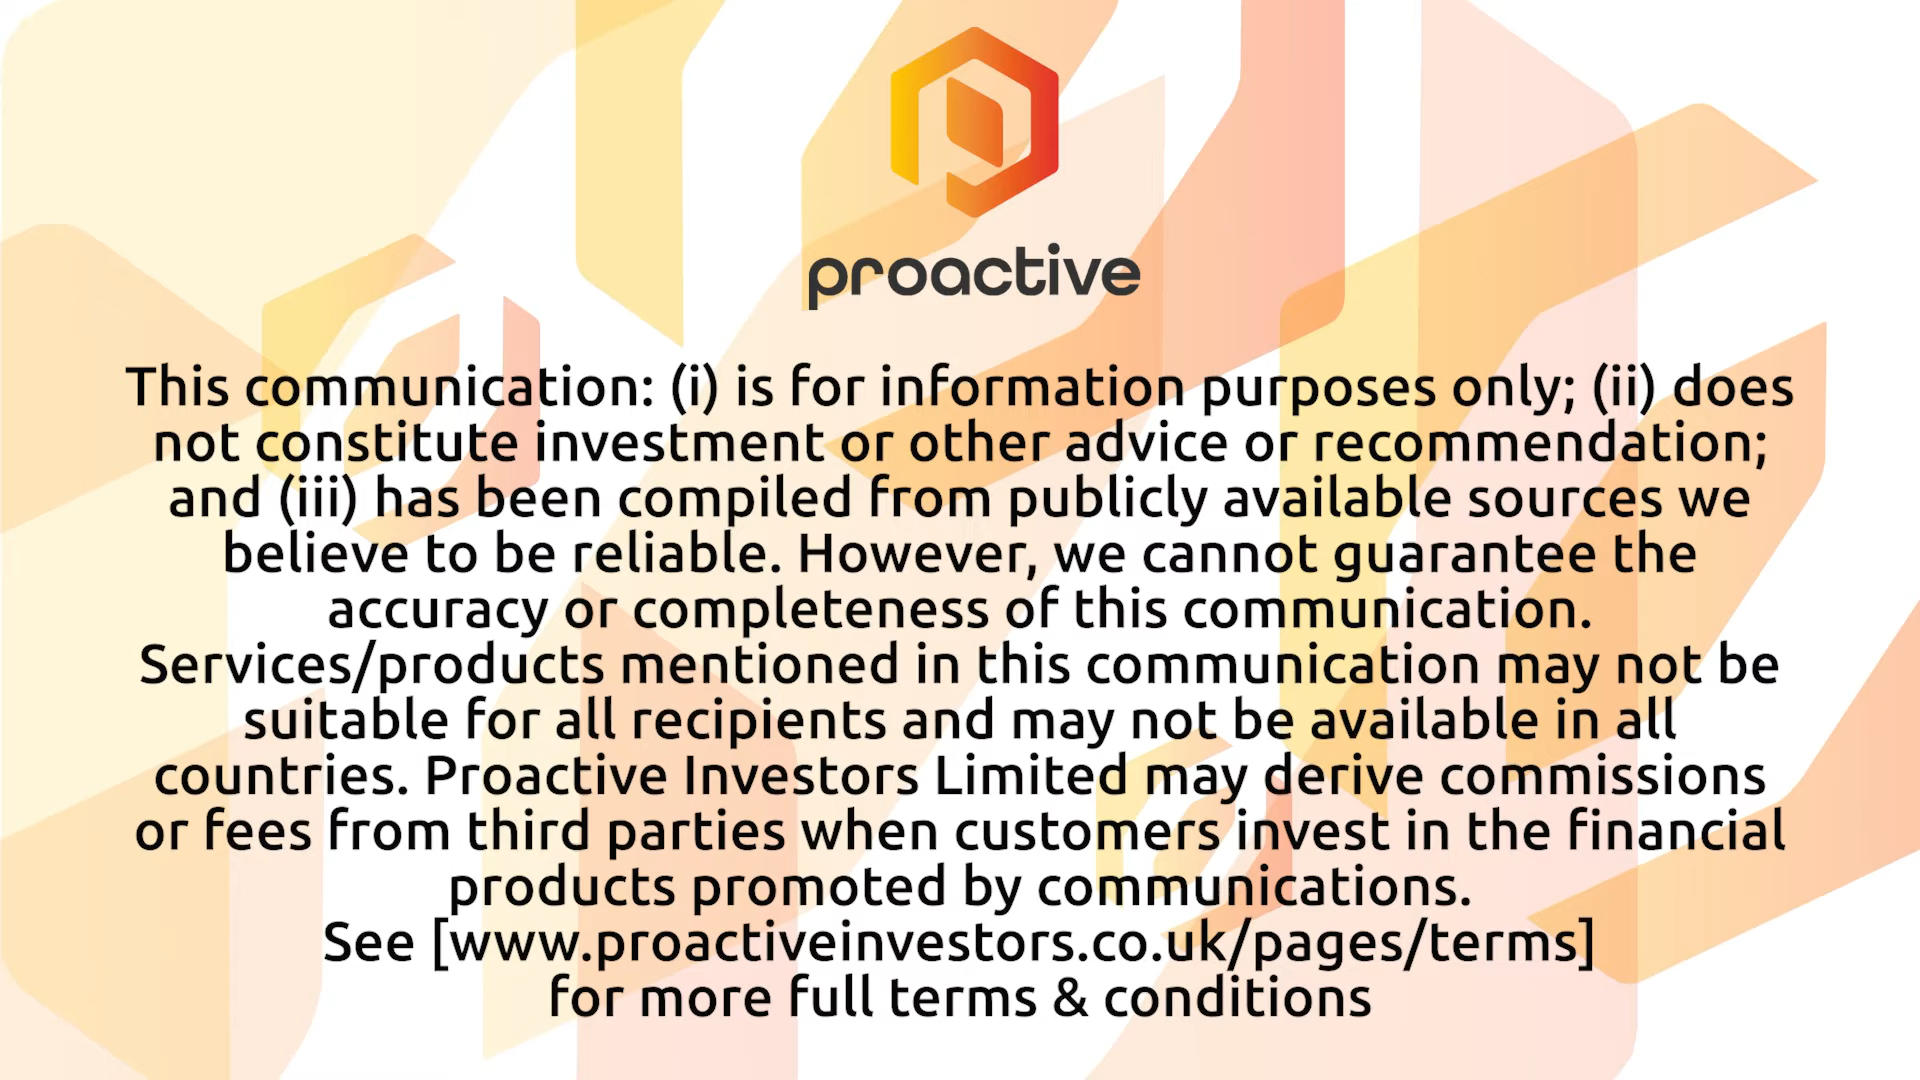 proactive
This communication: (i) is for information purposes only; (ii) does
not constitute investment or other advice or recommendation;
and (iii) has been compiled from publicly available sources we
believe to be reliable. However, we cannot guarantee the
accuracy or completeness of this communication.
Services/products mentioned in this communication may not be
suitable for all recipients and may not be available in all
countries. Proactive Investors Limited may derive commissions
or fees from third parties when customers invest in the financial
products promoted by communications.
See [www.proactiveinvestors.co.uk/pages/terms]
for more full terms & conditions